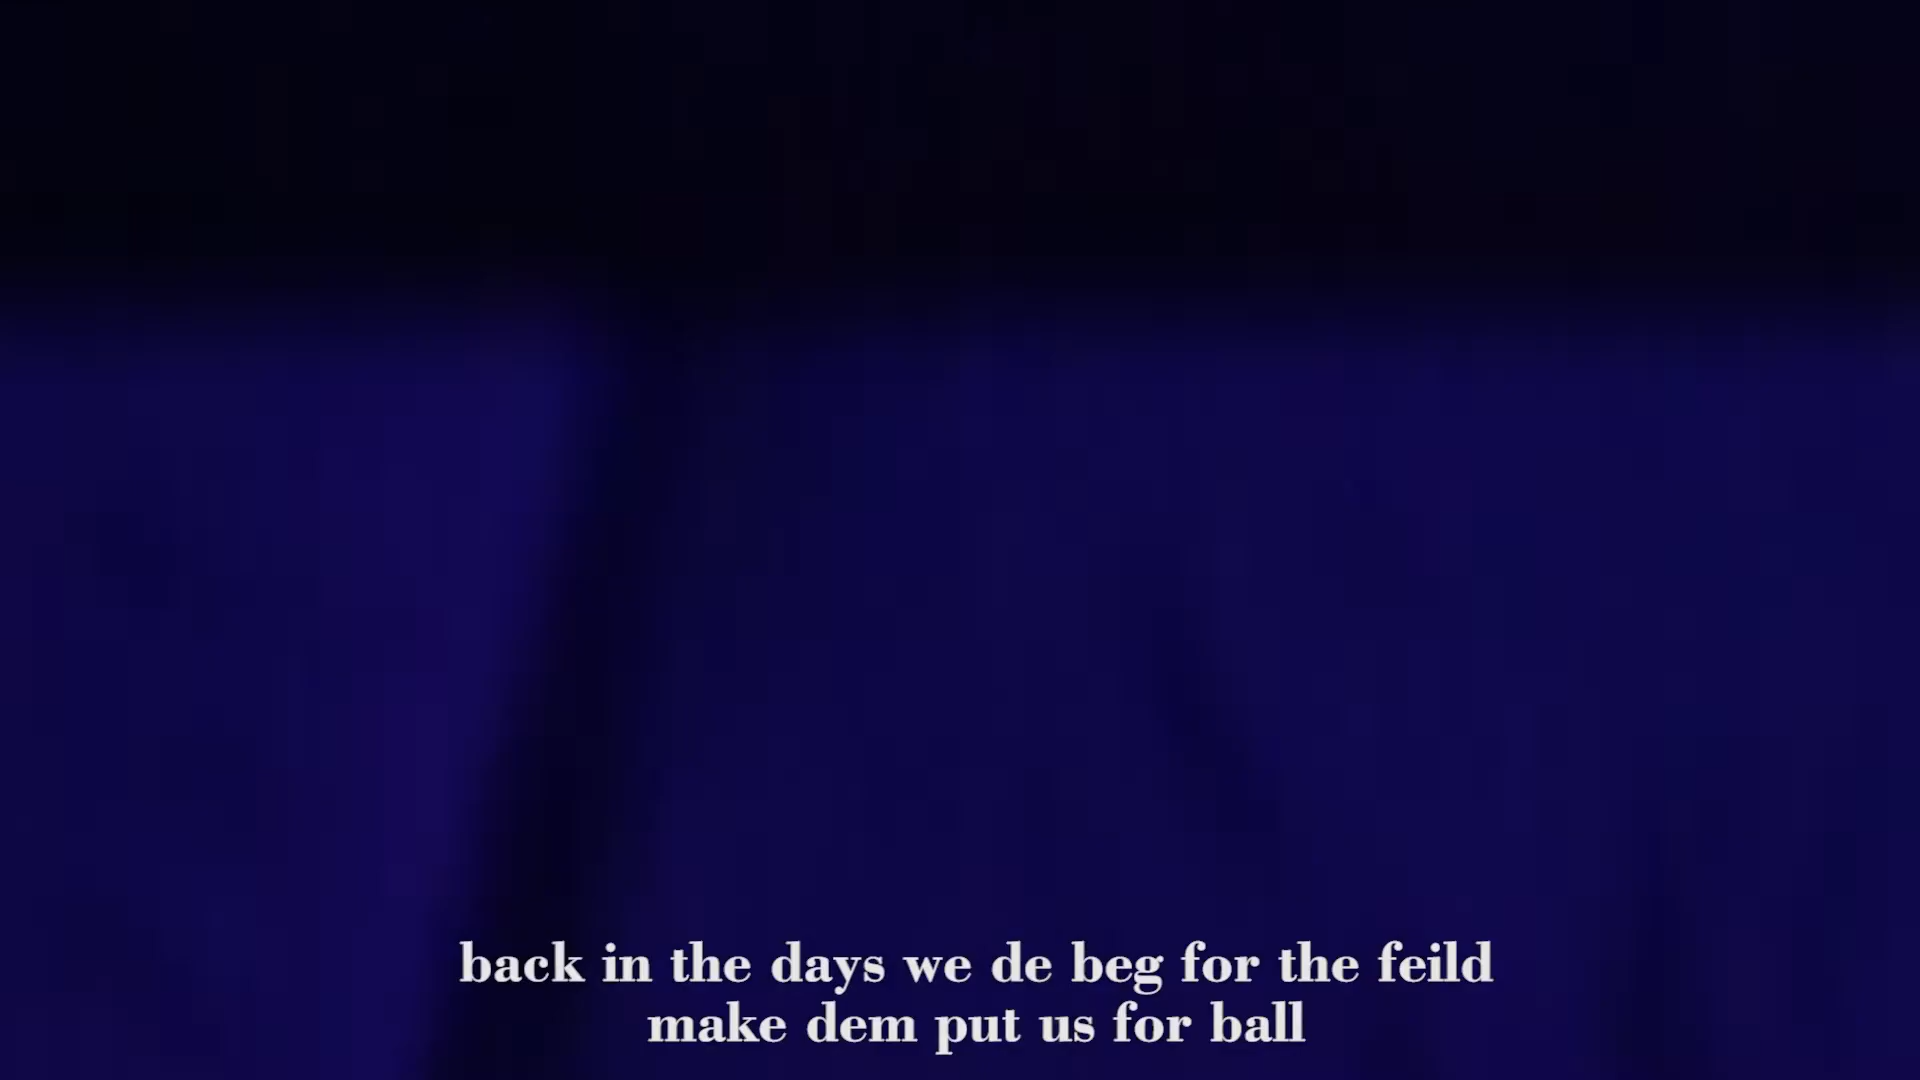 back in the days we de beg for the feild
make dem put us for ball